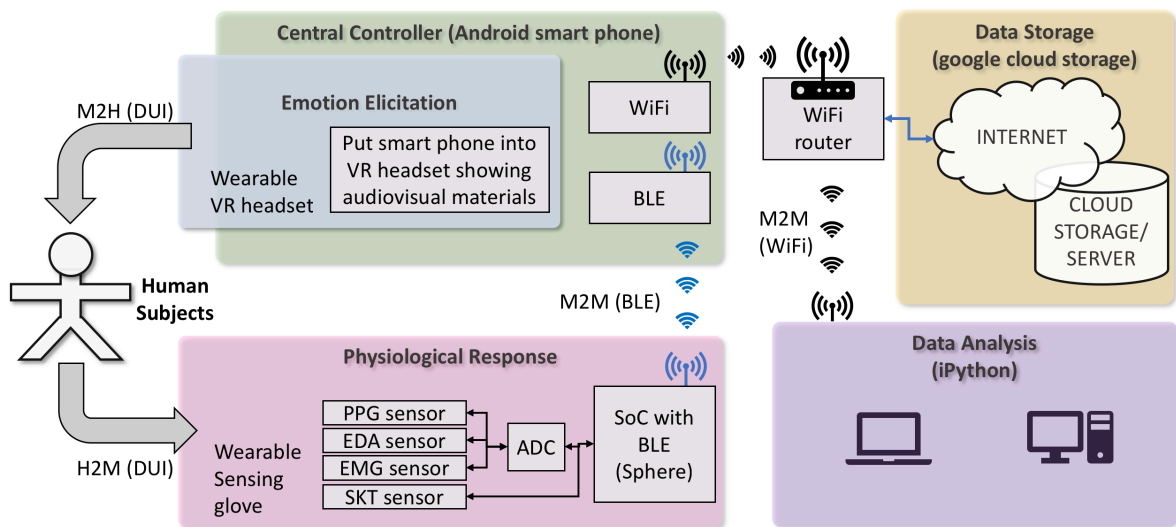 Central Controller (Android smart phone)
Emotion Elicitation
Put smart phone into
VR headset showing
audiovisual materials
Wearable
VR headset
WiFi
BLE
M2H (DUI)
Human
Subjects
H2M (DUI)
M2M (BLE)
WiFi
router
M2M
(WiFi)
Data Storage
(google cloud storage)
INTERNET
CLOUD
STORAGE/
SERVER
Physiological Response
PPG sensor
EDA sensor
EMG sensor
SKT sensor
ADC
SoC with
BLE
(Sphere)
Wearable
Sensing
glove
Data Analysis
(iPython)